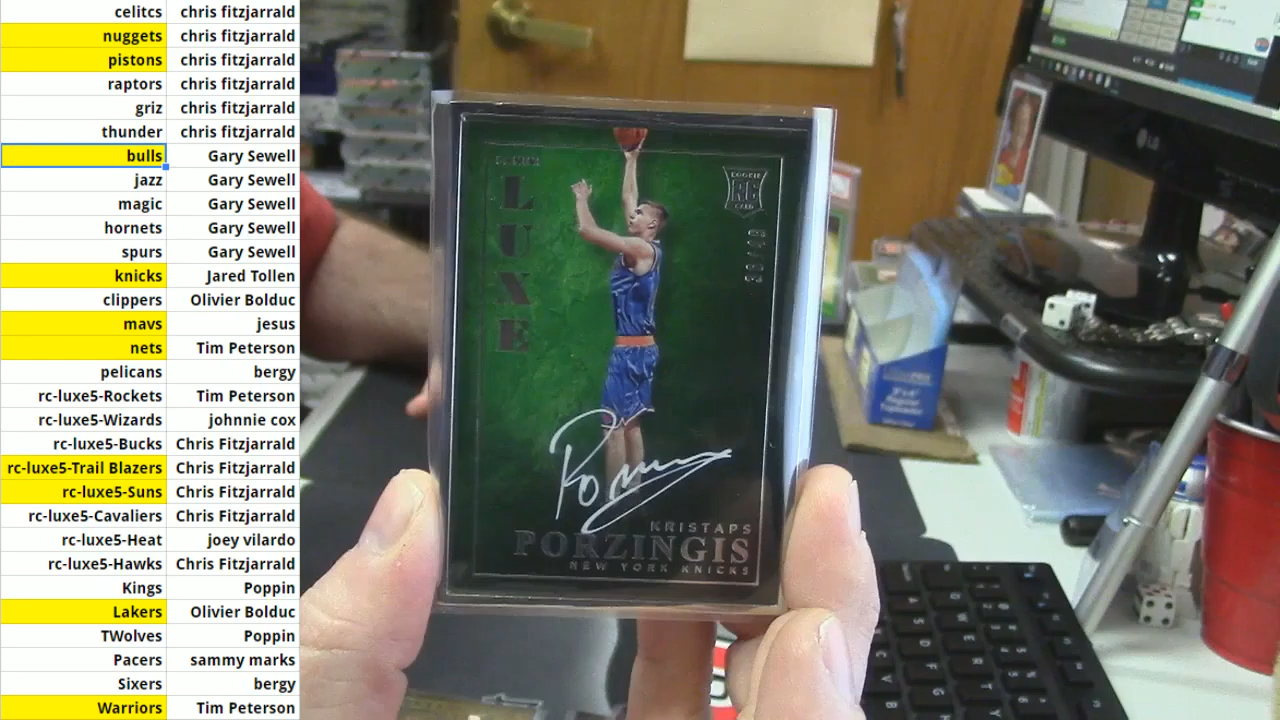 celitcs chris fitzjarrald
nuggets chris fitzjarrald
pistons chris fitzjarrald
raptors chris fitzjarrald
griz chris fitzjarrald
thunder chris fitzjarrald
bulls Gary Sewell
jazz Gary Sewell
magic Gary Sewell
hornets Gary Sewell
spurs Gary Sewell
knicks Jared Tollen
clippers Olivier Bolduc
mavs jesus
nets Tim Peterson
pelicans bergy
rc-luxe5-Rockets Tim Peterson
rc-luxe5-Wizards johnnie cox
rc-luxe5-Bucks Chris Fitzjarrald
rc-luxe5-Trail Blazers Chris Fitzjarrald
rc-luxe5-Suns Chris Fitzjarrald
rc-luxe5-Cavaliers Chris Fitzjarrald
rc-luxe5-Heat joey vilardo
rc-luxe5-Hawks Chris Fitzjarrald
Kings Poppin
Lakers Olivier Bolduc
TWolves Poppin
Pacers sammy marks
Sixers bergy
Warriors Tim Peterson
LUXE
ROOKIE
RC
CARD
KRISTAPS
PORZINGIS
NEW YORK KNICKS
LG